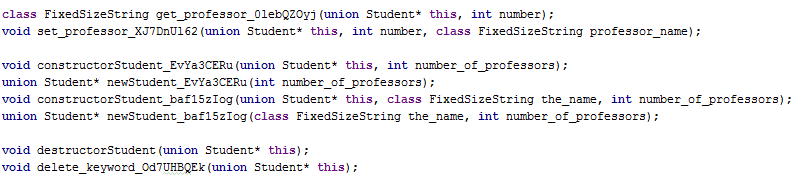 class FixedSizeString get_professor_0lebQZOyj(union Student* this, int number);
void set_professor_XJ7DnUl62(union Student* this, int number, class FixedSizeString professor_name);
void constructorStudent_EvYa3CERu(union Student* this, int number_of_professors);
union Student* newStudent_EvYa3CERu(int number_of_professors);
void constructorStudent_baf15zIog(union Student* this, class FixedSizeString the_name, int number_of_professors);
union Student* newStudent_baf15zIog(class FixedSizeString the_name, int number_of_professors);
void destructorStudent(union Student* this);
void delete_keyword_Od7UHBQEk(union Student* this);